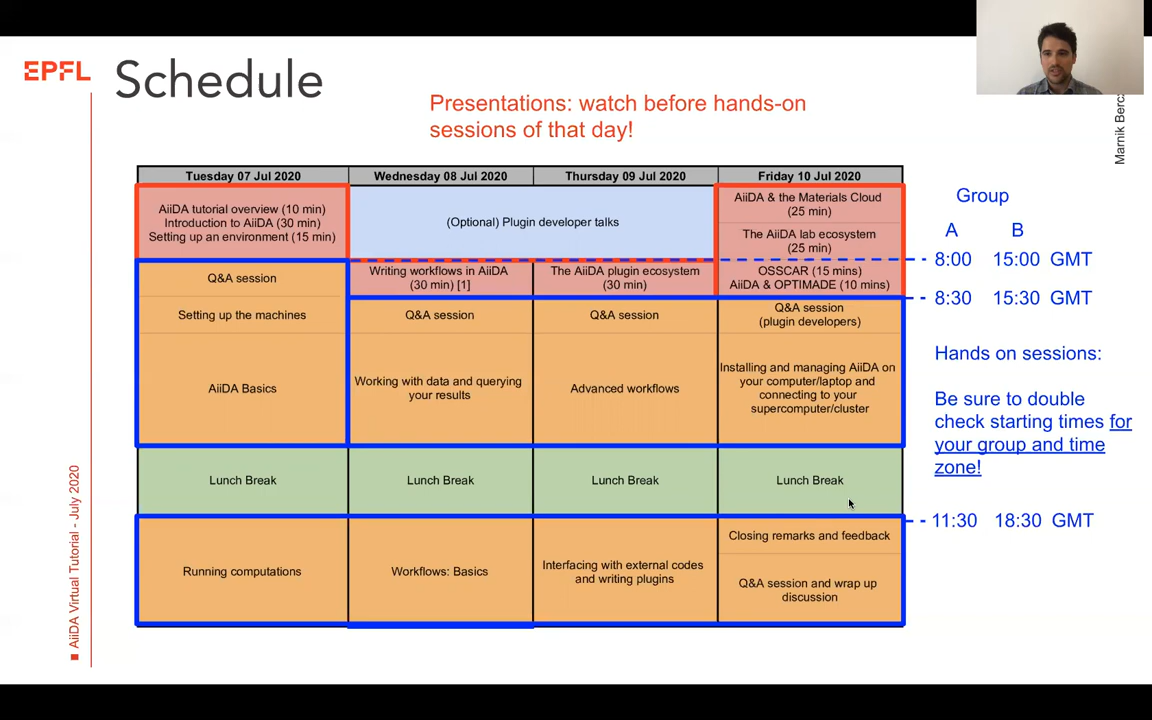 EPFL
Schedule
Presentations: watch before hands-on
sessions of that day!
Tuesday 07 Jul 2020
Wednesday 08 Jul 2020
Thursday 09 Jul 2020
Friday 10 Jul 2020
AiiDA tutorial overview (10 min)
Introduction to AiiDA (30 min)
Setting up an environment (15 min)
(Optional) Plugin developer talks
AiiDA & the Materials Cloud
(25 min)
The AiiDA lab ecosystem
(25 min)
Q&A session
Writing workflows in AiiDA
(30 min) [1]
The AiiDA plugin ecosystem
(30 min)
OSSCAR (15 mins)
AiiDA & OPTIMADE (10 mins)
Setting up the machines
Q&A session
Q&A session
Q&A session
(plugin developers)
AiiDA Basics
Working with data and querying
your results
Advanced workflows
Installing and managing AiiDA on
your computer/laptop and
connecting to your
supercomputer/cluster
Lunch Break
Lunch Break
Lunch Break
Lunch Break
Running computations
Workflows: Basics
Interfacing with external codes
and writing plugins
Closing remarks and feedback
Q&A session and wrap up
discussion
Group
A B
8:00 15:00 GMT
8:30 15:30 GMT
Hands on sessions:
Be sure to double
check starting times for
your group and time
zone!
11:30 18:30 GMT
AiiDA Virtual Tutorial - July 2020
Marnik